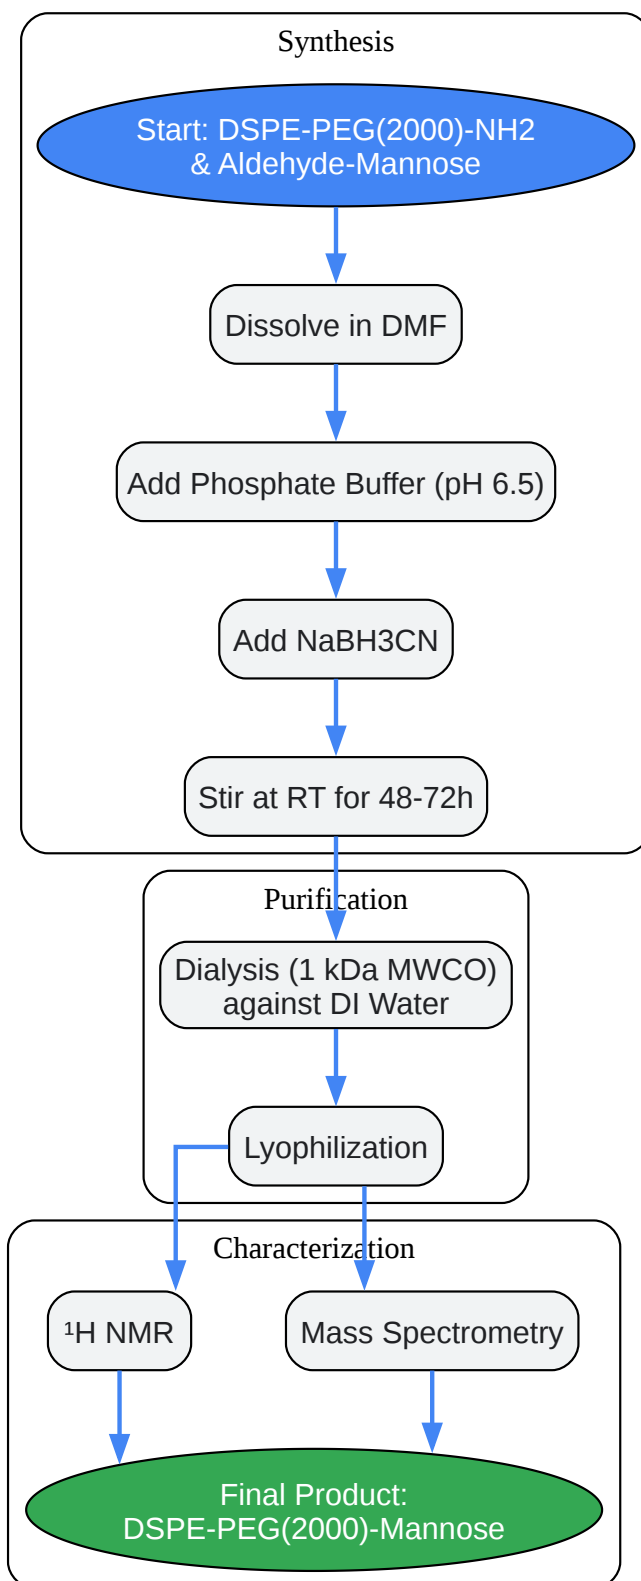 Synthesis
Start: DSPE-PEG(2000)-NH2
& Aldehyde-Mannose
Dissolve in DMF
Add Phosphate Buffer (pH 6.5)
Add NaBH3CN
Stir at RT for 48-72h
Purification
Dialysis (1 kDa MWCO)
against DI Water
Lyophilization
Characterization
¹H NMR
Mass Spectrometry
Final Product:
DSPE-PEG(2000)-Mannose